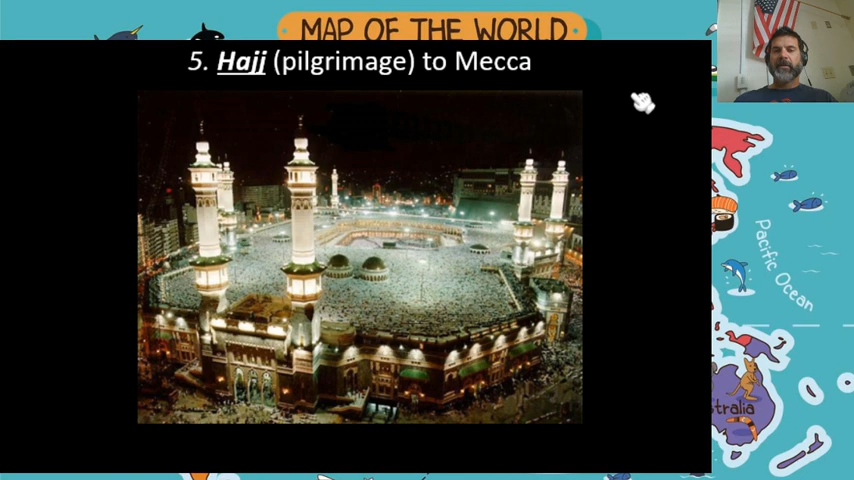 MAP OF THE WORLD
5. Hajj (pilgrimage) to Mecca
Pacific Ocean
stralia